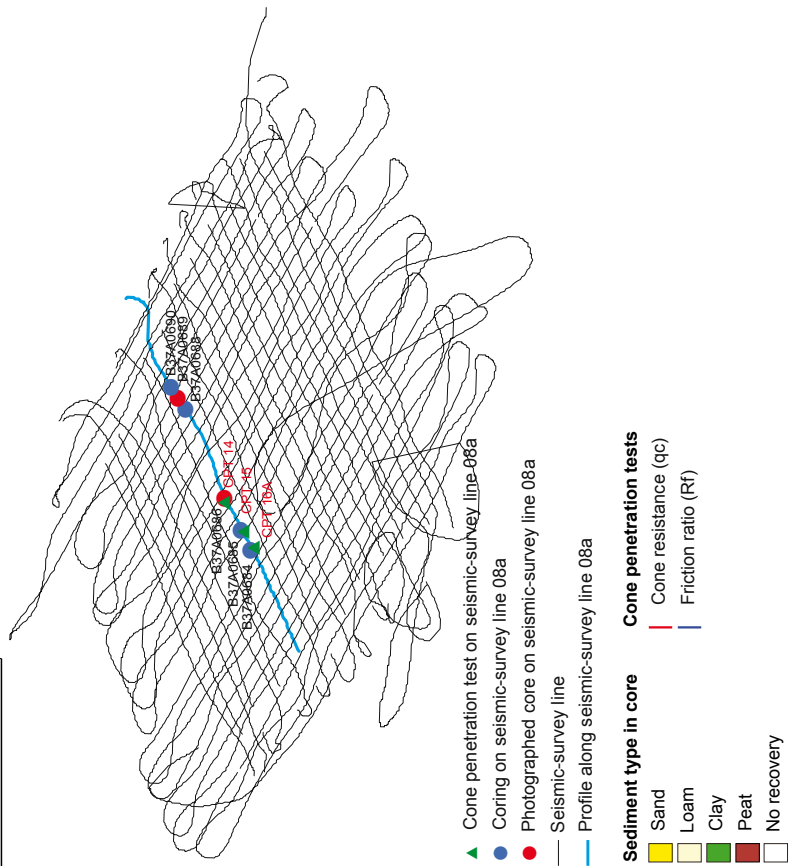 B37A0690
B37A0689
B37A0688
CPT 14
B37A0686
CPT 15
B37A0685
CPT 16A
B37A0684
Cone penetration test on seismic-survey line 08a
Coring on seismic-survey line 08a
Photographed core on seismic-survey line 08a
Seismic-survey line
Profile along seismic-survey line 08a
Sediment type in core
Sand
Loam
Clay
Peat
No recovery
Cone penetration tests
Cone resistance (qc)
Friction ratio (Rf)